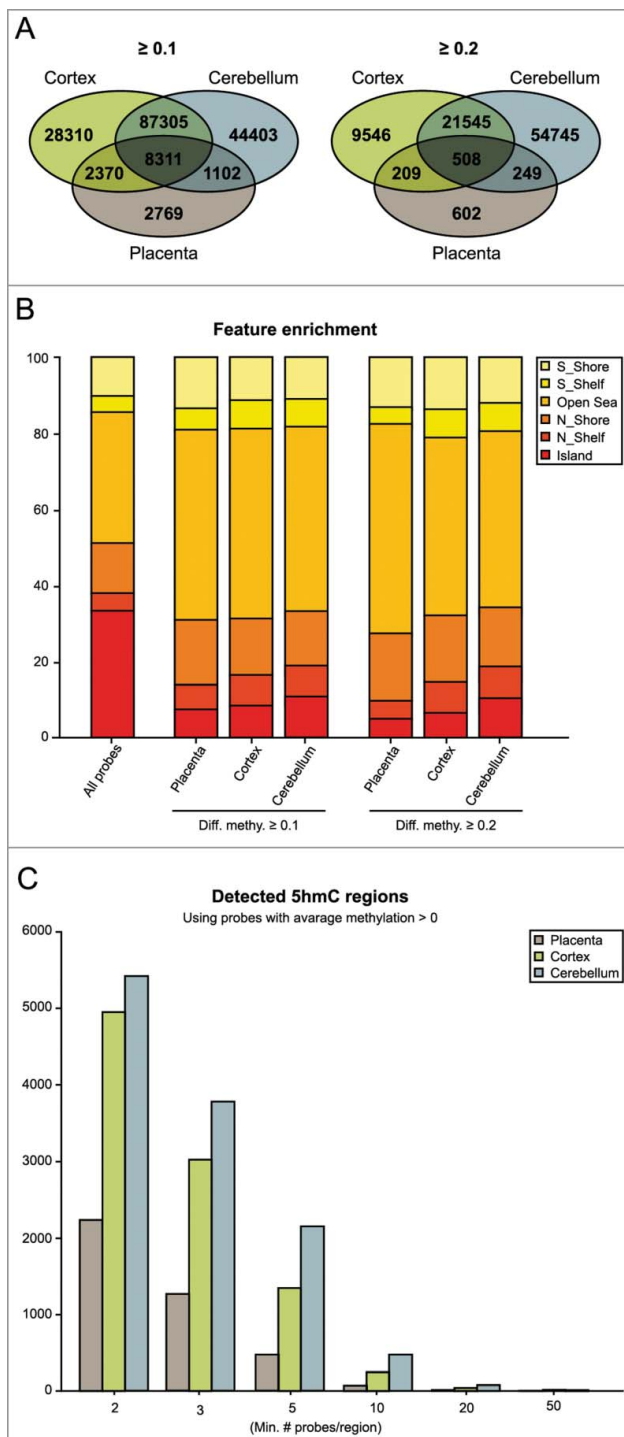 A
≥ 0.1
≥ 0.2
Cortex
Cerebellum
Cortex
Cerebellum
28310
87305
44403
9546
21545
54745
8311
508
2370
1102
209
249
2769
602
Placenta
Placenta
B
Feature enrichment
100
80
60
40
20
0
S_Shore
S_Shelf
Open Sea
N_Shore
N_Shelf
Island
All probes
Placenta
Cortex
Cerebellum
Placenta
Cortex
Cerebellum
Diff. methy. ≥ 0.1
Diff. methy. ≥ 0.2
C
Detected 5hmC regions
Using probes with avarage methylation > 0
6000
5000
4000
3000
2000
1000
0
Placenta
Cortex
Cerebellum
2
3
5
10
20
50
(Min. # probes/region)